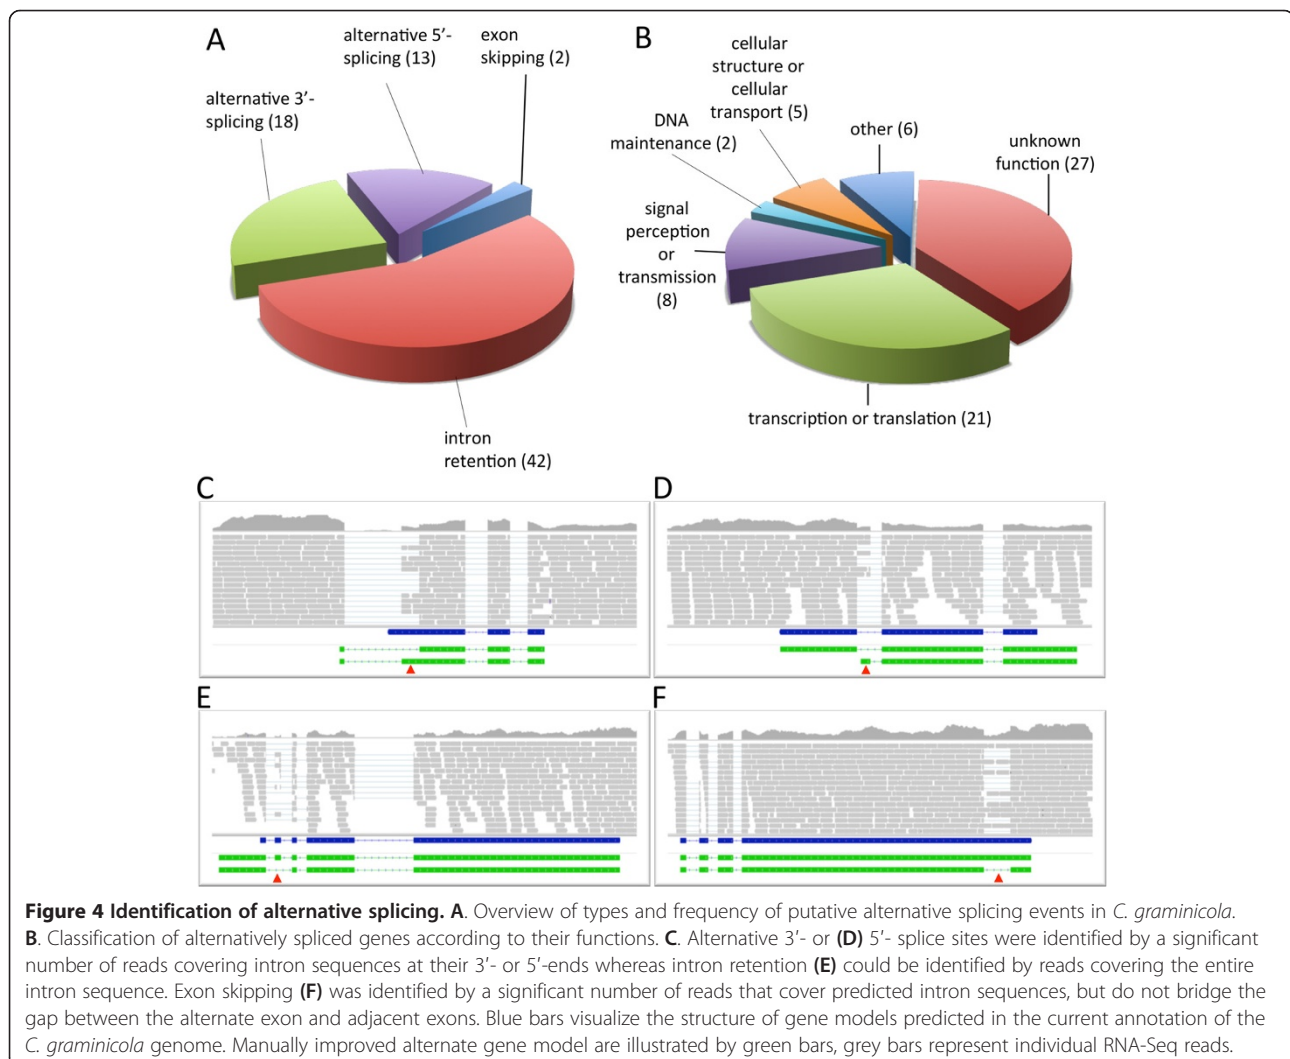 A
alternative 5’-
splicing (13)
exon
skipping (2)
alternative 3’-
splicing (18)
intron
retention (42)
B
cellular
structure or
cellular
transport (5)
DNA
maintenance (2)
other (6)
unknown
function (27)
signal
perception
or
transmission
(8)
transcription or translation (21)
C
D
E
F
Figure 4 Identification of alternative splicing. A. Overview of types and frequency of putative alternative splicing events in C. graminicola.
B. Classification of alternatively spliced genes according to their functions. C. Alternative 3′- or (D) 5′- splice sites were identified by a significant
number of reads covering intron sequences at their 3′- or 5′-ends whereas intron retention (E) could be identified by reads covering the entire
intron sequence. Exon skipping (F) was identified by a significant number of reads that cover predicted intron sequences, but do not bridge the
gap between the alternate exon and adjacent exons. Blue bars visualize the structure of gene models predicted in the current annotation of the
C. graminicola genome. Manually improved alternate gene model are illustrated by green bars, grey bars represent individual RNA-Seq reads.